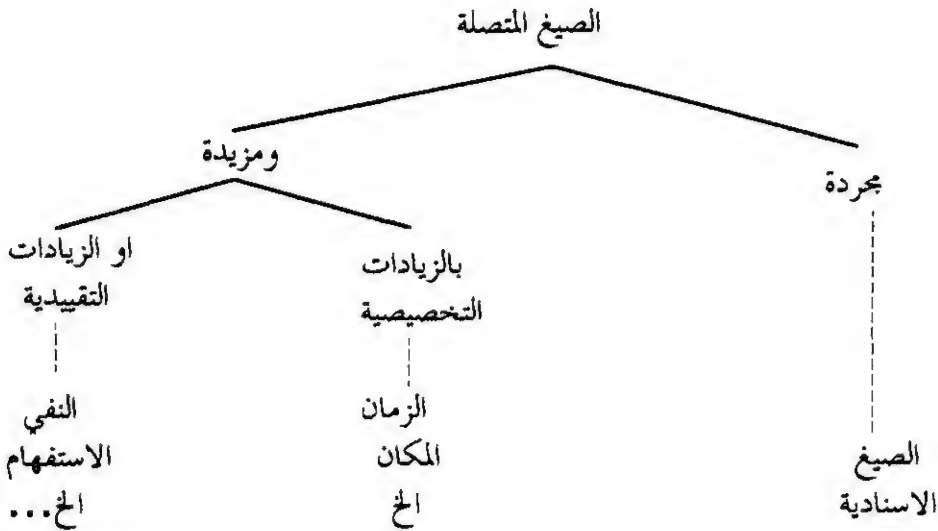 الصيغ المتصلة
مجردة
ومزيدة
بالزيادات
التخصيصية
او الزيادات
التقييدية
الصيغ
الاسنادية
الزمان
المكان
الخ
النفي
الاستفهام
الخ...